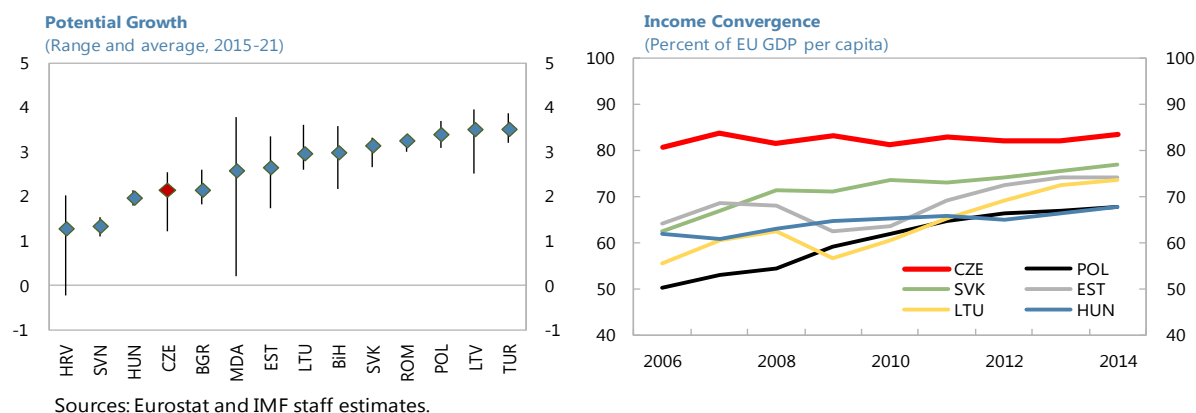 Potential Growth
(Range and average, 2015-21)
5
4
3
2
1
0
-1
5
4
3
2
1
0
-1
HRV
SVN
HUN
CZE
BGR
MDA
EST
LTU
BiH
SVK
ROM
POL
LTV
TUR
Income Convergence
(Percent of EU GDP per capita)
100
90
80
70
60
50
40
100
90
80
70
60
50
40
CZE
POL
SVK
EST
LTU
HUN
2006
2008
2010
2012
2014
Sources: Eurostat and IMF staff estimates.